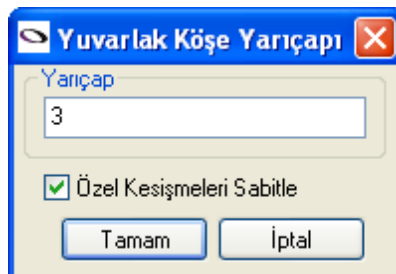 Yuvarlak Köşe Yarıçapı
Yarıçap
3
Özel Kesişmeleri Sabitle
Tamam İptal